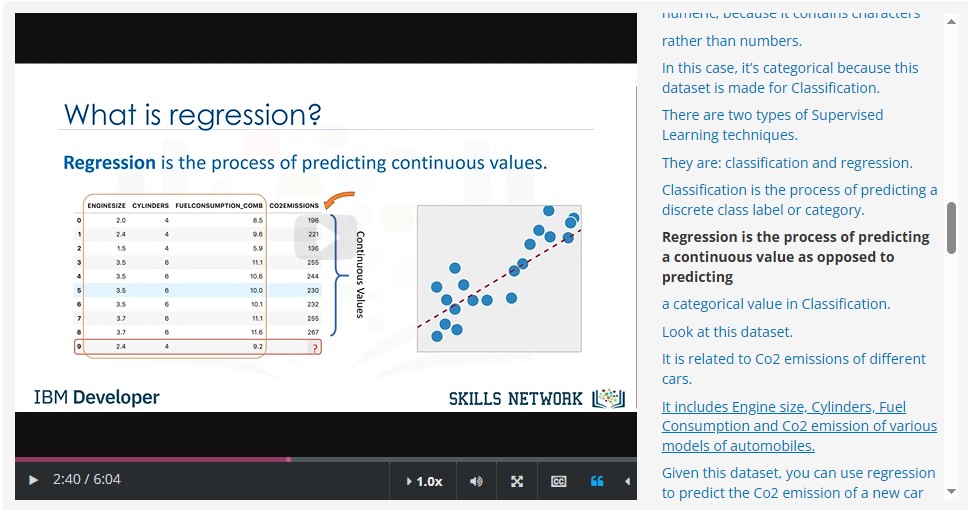 What is regression?
Regression is the process of predicting continuous values.
ENGINESIZE CYLINDERS FUELCONSUMPTION_COMB CO2EMISSIONS
0 2.0 4 8.5 196
1 2.4 4 9.6 221
2 1.5 4 5.9 136
3 3.5 6 11.1 255
4 3.5 6 10.6 244
5 3.5 6 10.0 230
6 3.5 6 10.1 232
7 3.7 6 11.1 255
8 3.7 6 11.6 267
9 2.4 4 9.2 ?
Continuous Values
IBM Developer
SKILLS NETWORK
2:40 / 6:04
1.0x
CC
numeric, because it contains characters
rather than numbers.
In this case, it's categorical because this
dataset is made for Classification.
There are two types of Supervised
Learning techniques.
They are: classification and regression.
Classification is the process of predicting a
discrete class label or category.
Regression is the process of predicting
a continuous value as opposed to
predicting
a categorical value in Classification.
Look at this dataset.
It is related to Co2 emissions of different
cars.
It includes Engine size, Cylinders, Fuel
Consumption and Co2 emission of various
models of automobiles.
Given this dataset, you can use regression
to predict the Co2 emission of a new car